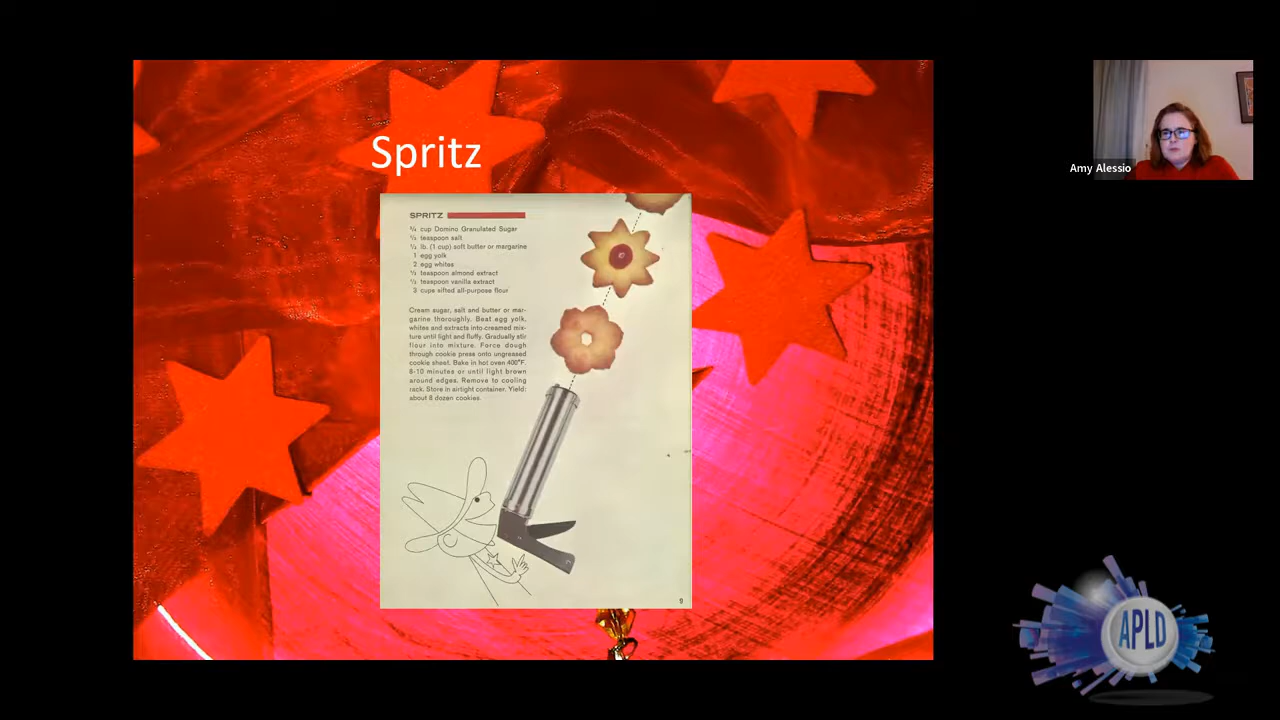 Spritz
SPRITZ
¾ cup Domino Granulated Sugar
½ teaspoon salt
½ lb. (1 cup) soft butter or margarine
1 egg yolk
2 egg whites
½ teaspoon almond extract
½ teaspoon vanilla extract
3 cups sifted all-purpose flour
Cream sugar, salt and butter or mar-
garine thoroughly. Beat egg yolk,
whites and extracts into creamed mix-
ture until light and fluffy. Gradually stir
flour into mixture. Force dough
through cookie press onto ungreased
cookie sheet. Bake in hot oven 400°F.
8-10 minutes or until light brown
around edges. Remove to cooling
rack. Store in airtight container. Yield:
about 8 dozen cookies.
9
Amy Alessio
APLD